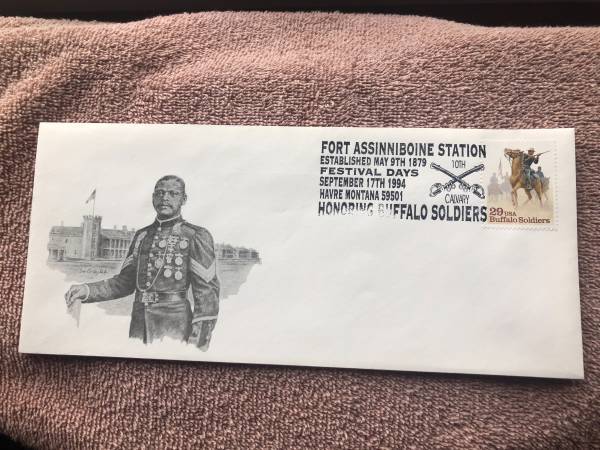 FORT ASSINNIBOINE STATION
ESTABLISHED MAY 9TH 1879
FESTIVAL DAYS
SEPTEMBER 17TH 1994
HAVRE MONTANA 59501
HONORING BUFFALO SOLDIERS
10TH
CALVARY
29 USA
Buffalo Soldiers